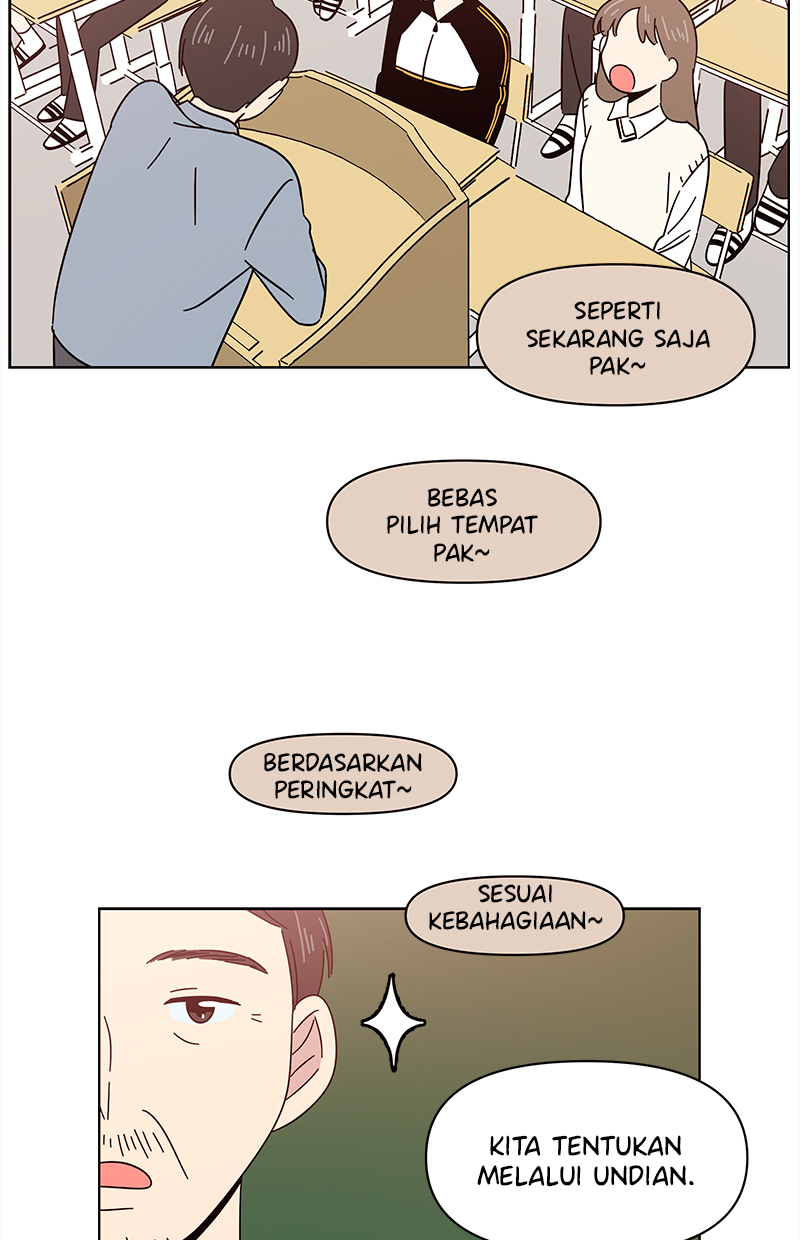 SEPERTI
SEKARANG SAJA
PAK~
BEBAS
PILIH TEMPAT
PAK~
BERDASARKAN
PERINGKAT~
SESUAI
KEBAHAGIAAN~
KITA TENTUKAN
MELALUI UNDIAN.